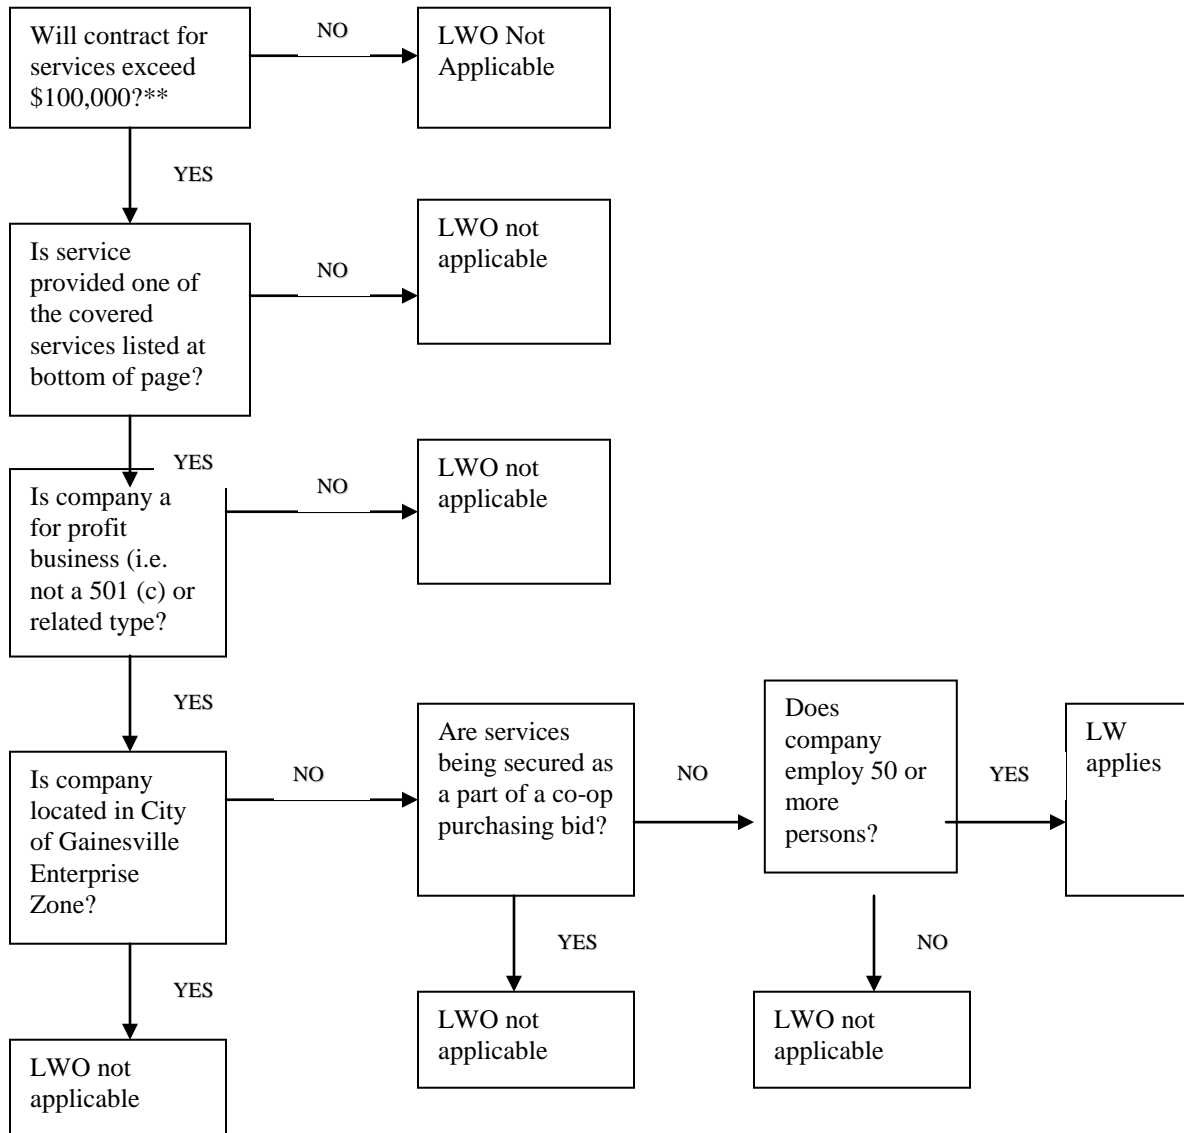 Will contract for
services exceed
$100,000?**
NO
LWO Not
Applicable
YES
Is service
provided one of
the covered
services listed at
bottom of page?
NO
LWO not
applicable
YES
Is company a
for profit
business (i.e.
not a 501 (c) or
related type?
NO
LWO not
applicable
YES
Is company
located in City
of Gainesville
Enterprise
Zone?
NO
Are services
being secured as
a part of a co-op
purchasing bid?
NO
Does
company
employ 50 or
more
persons?
YES
LW
applies
YES
LWO not
applicable
YES
LWO not
applicable
NO
LWO not
applicable